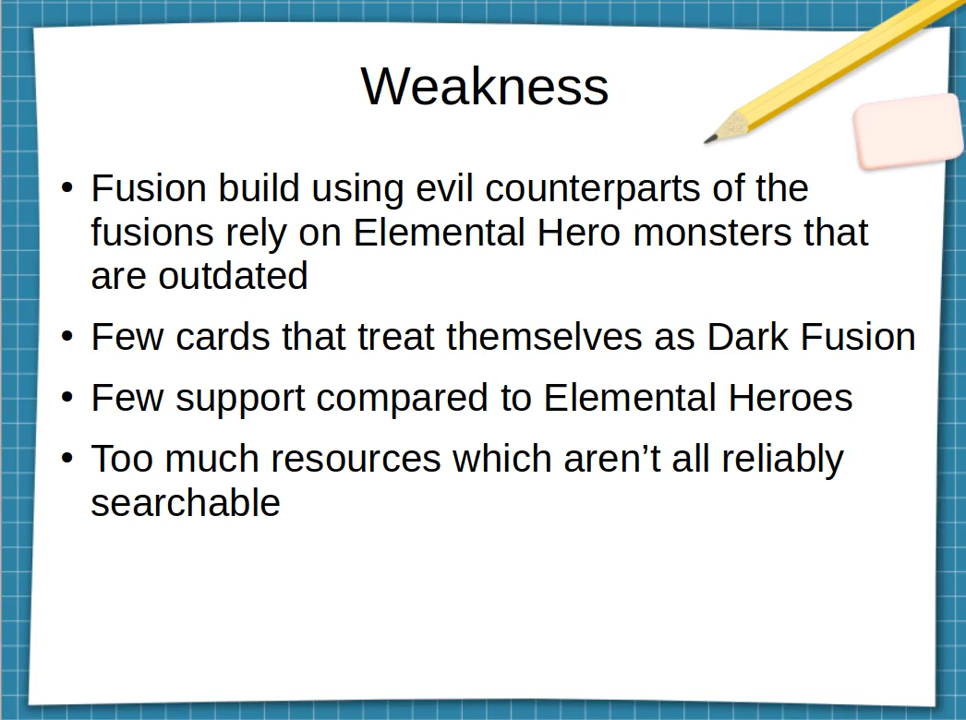 Weakness
• Fusion build using evil counterparts of the
fusions rely on Elemental Hero monsters that
are outdated
• Few cards that treat themselves as Dark Fusion
• Few support compared to Elemental Heroes
• Too much resources which aren’t all reliably
searchable